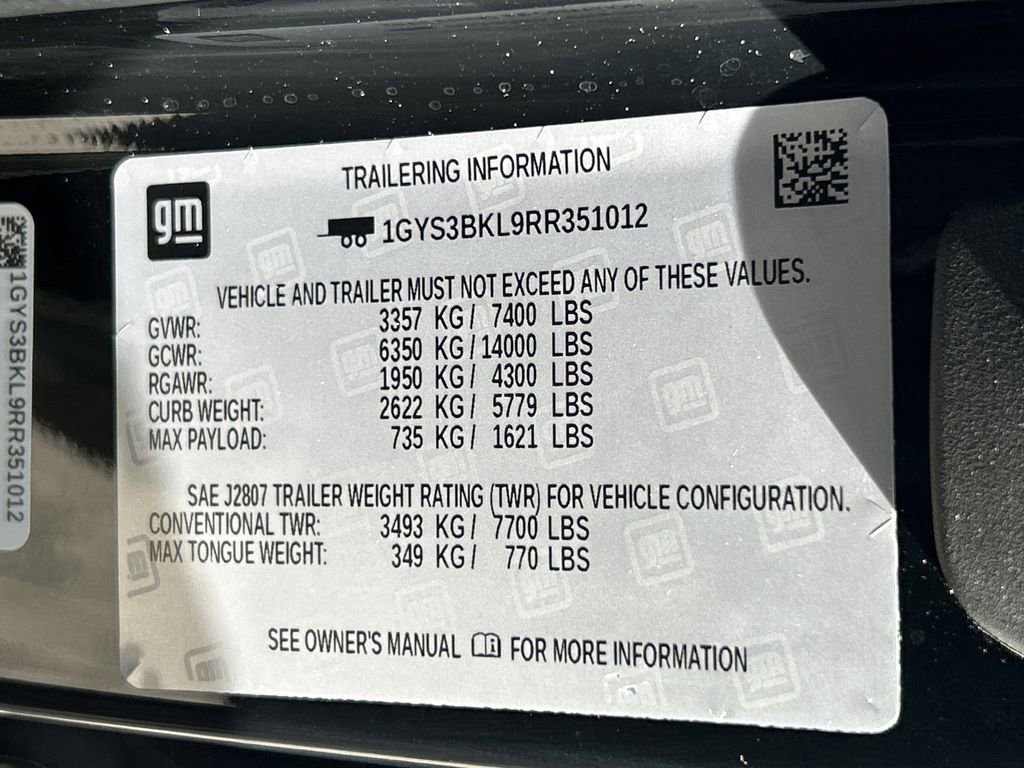 gm
TRAILERING INFORMATION
1GYS3BKL9RR351012
VEHICLE AND TRAILER MUST NOT EXCEED ANY OF THESE VALUES.
GVWR: 3357 KG/ 7400 LBS
GCWR: 6350 KG/14000 LBS
RGAWR: 1950 KG/ 4300 LBS
CURB WEIGHT: 2622 KG/ 5779 LBS
MAX PAYLOAD: 735 KG/ 1621 LBS
SAE J2807 TRAILER WEIGHT RATING (TWR) FOR VEHICLE CONFIGURATION.
CONVENTIONAL TWR: 3493 KG/ 7700 LBS
MAX TONGUE WEIGHT: 349 KG/ 770 LBS
SEE OWNER'S MANUAL FOR MORE INFORMATION
1GYS3BKL9RR351012